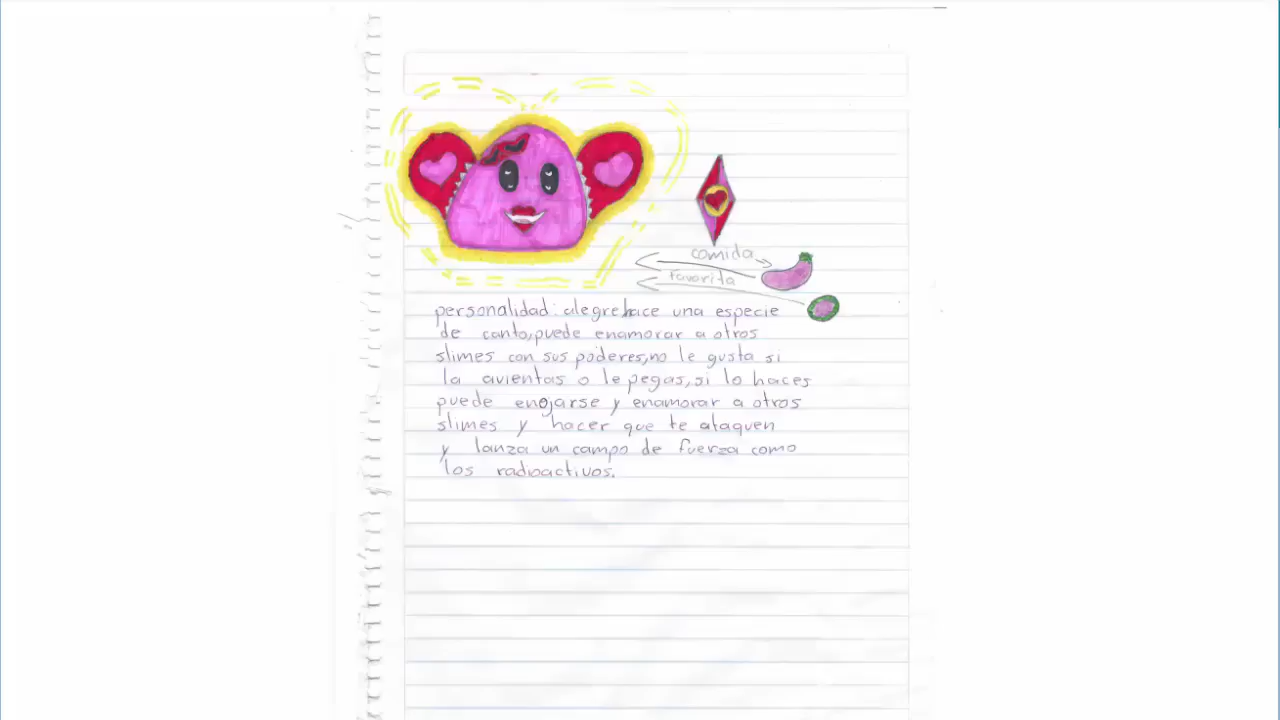 comida
favorita
personalidad: alegre,hace una especie
de canto,puede enamorar a otros
slimes con sus poderes,no le gusta si
la avientas o le pegas,si lo haces
puede enojarse y enamorar a otros
slimes y hacer que te ataquen
y lanza un campo de fuerza como
los radioactivos.